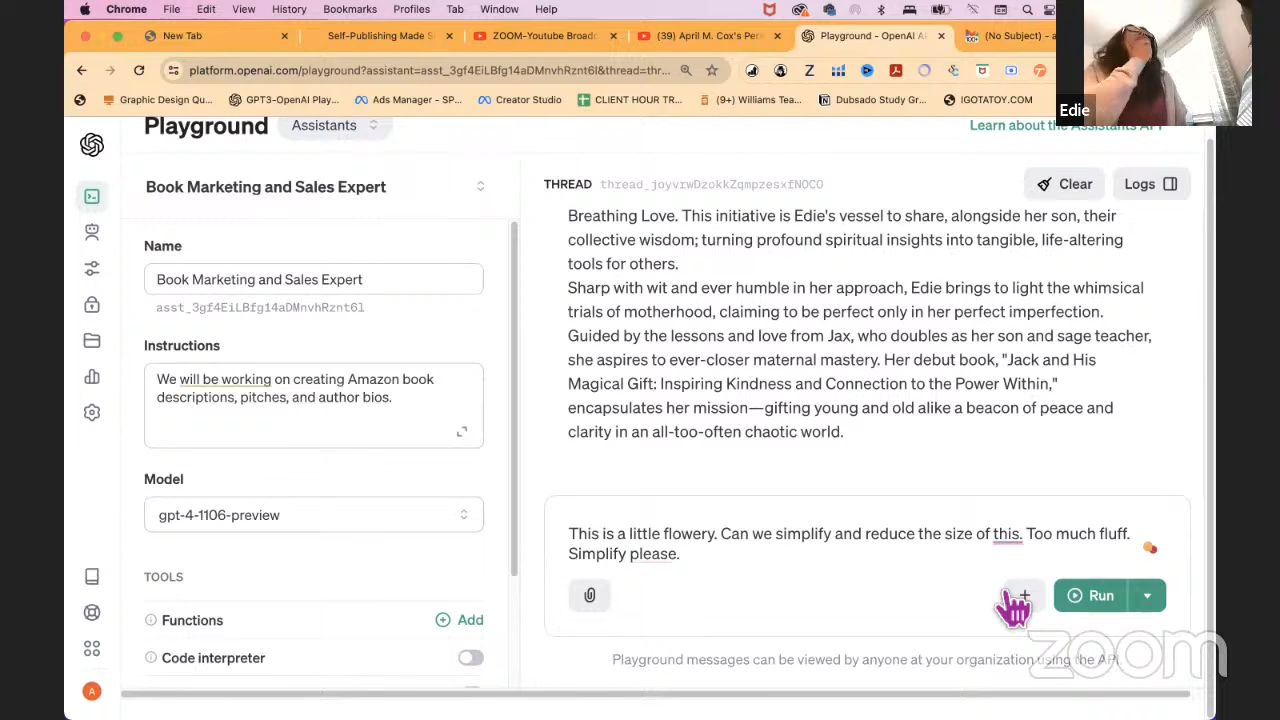 Chrome File Edit View History Bookmarks Profiles Tab Window Help
New Tab
Self-Publishing Made S
ZOOM-Youtube Broadc
(39) April M. Cox's Per
Playground - OpenAI A
(No Subject) - a
platform.openai.com/playground?assistant=asst_3gf4EiLBfg14aDMnvhRznt6l&thread=thr...
Graphic Design Qu...
GPT3-OpenAI Play...
Ads Manager - SP...
Creator Studio
CLIENT HOUR TR...
(9+) Williams Tea...
Dubsado Study Gr...
IGOTATOY.COM
Edie
Playground
Assistants
Learn about the Assistants API
Book Marketing and Sales Expert
THREAD thread_joyvrwDzokkZqmpzesxfNOCO
Clear
Logs
Name
Book Marketing and Sales Expert
asst_3gf4EiLBfg14aDMnvhRznt6l
Instructions
We will be working on creating Amazon book
descriptions, pitches, and author bios.
Model
gpt-4-1106-preview
TOOLS
Functions
Add
Code interpreter
Breathing Love. This initiative is Edie's vessel to share, alongside her son, their
collective wisdom; turning profound spiritual insights into tangible, life-altering
tools for others.
Sharp with wit and ever humble in her approach, Edie brings to light the whimsical
trials of motherhood, claiming to be perfect only in her perfect imperfection.
Guided by the lessons and love from Jax, who doubles as her son and sage teacher,
she aspires to ever-closer maternal mastery. Her debut book, "Jack and His
Magical Gift: Inspiring Kindness and Connection to the Power Within,"
encapsulates her mission—gifting young and old alike a beacon of peace and
clarity in an all-too-often chaotic world.
This is a little flowery. Can we simplify and reduce the size of this. Too much fluff.
Simplify please.
Run
Playground messages can be viewed by anyone at your organization using the API.
zoom
A